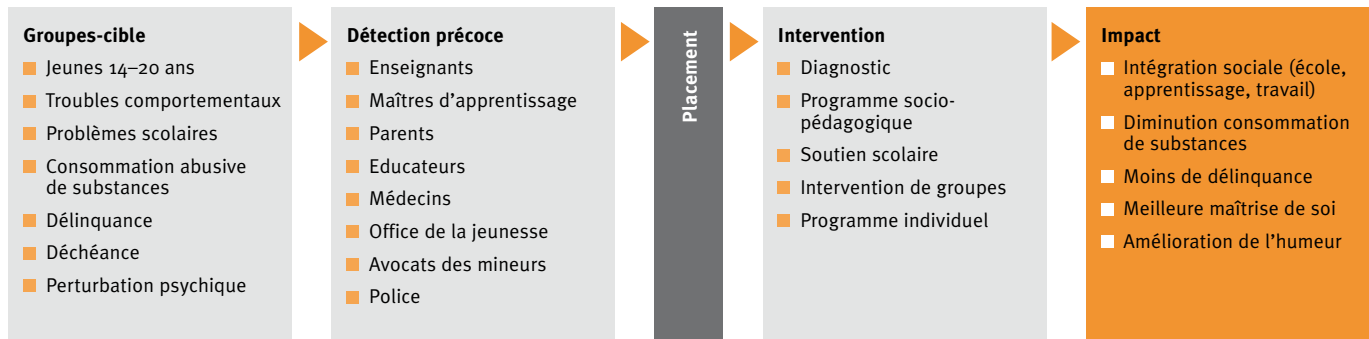 Groupes-cible
Jeunes 14–20 ans
Troubles comportementaux
Problèmes scolaires
Consommation abusive
de substances
Délinquance
Déchéance
Perturbation psychique
Détection précoce
Enseignants
Maîtres d'apprentissage
Parents
Educateurs
Médecins
Office de la jeunesse
Avocats des mineurs
Police
Placement
Intervention
Diagnostic
Programme socio-
pédagogique
Soutien scolaire
Intervention de groupes
Programme individuel
Impact
Intégration sociale (école,
apprentissage, travail)
Diminution consommation
de substances
Moins de délinquance
Meilleure maîtrise de soi
Amélioration de l'humeur